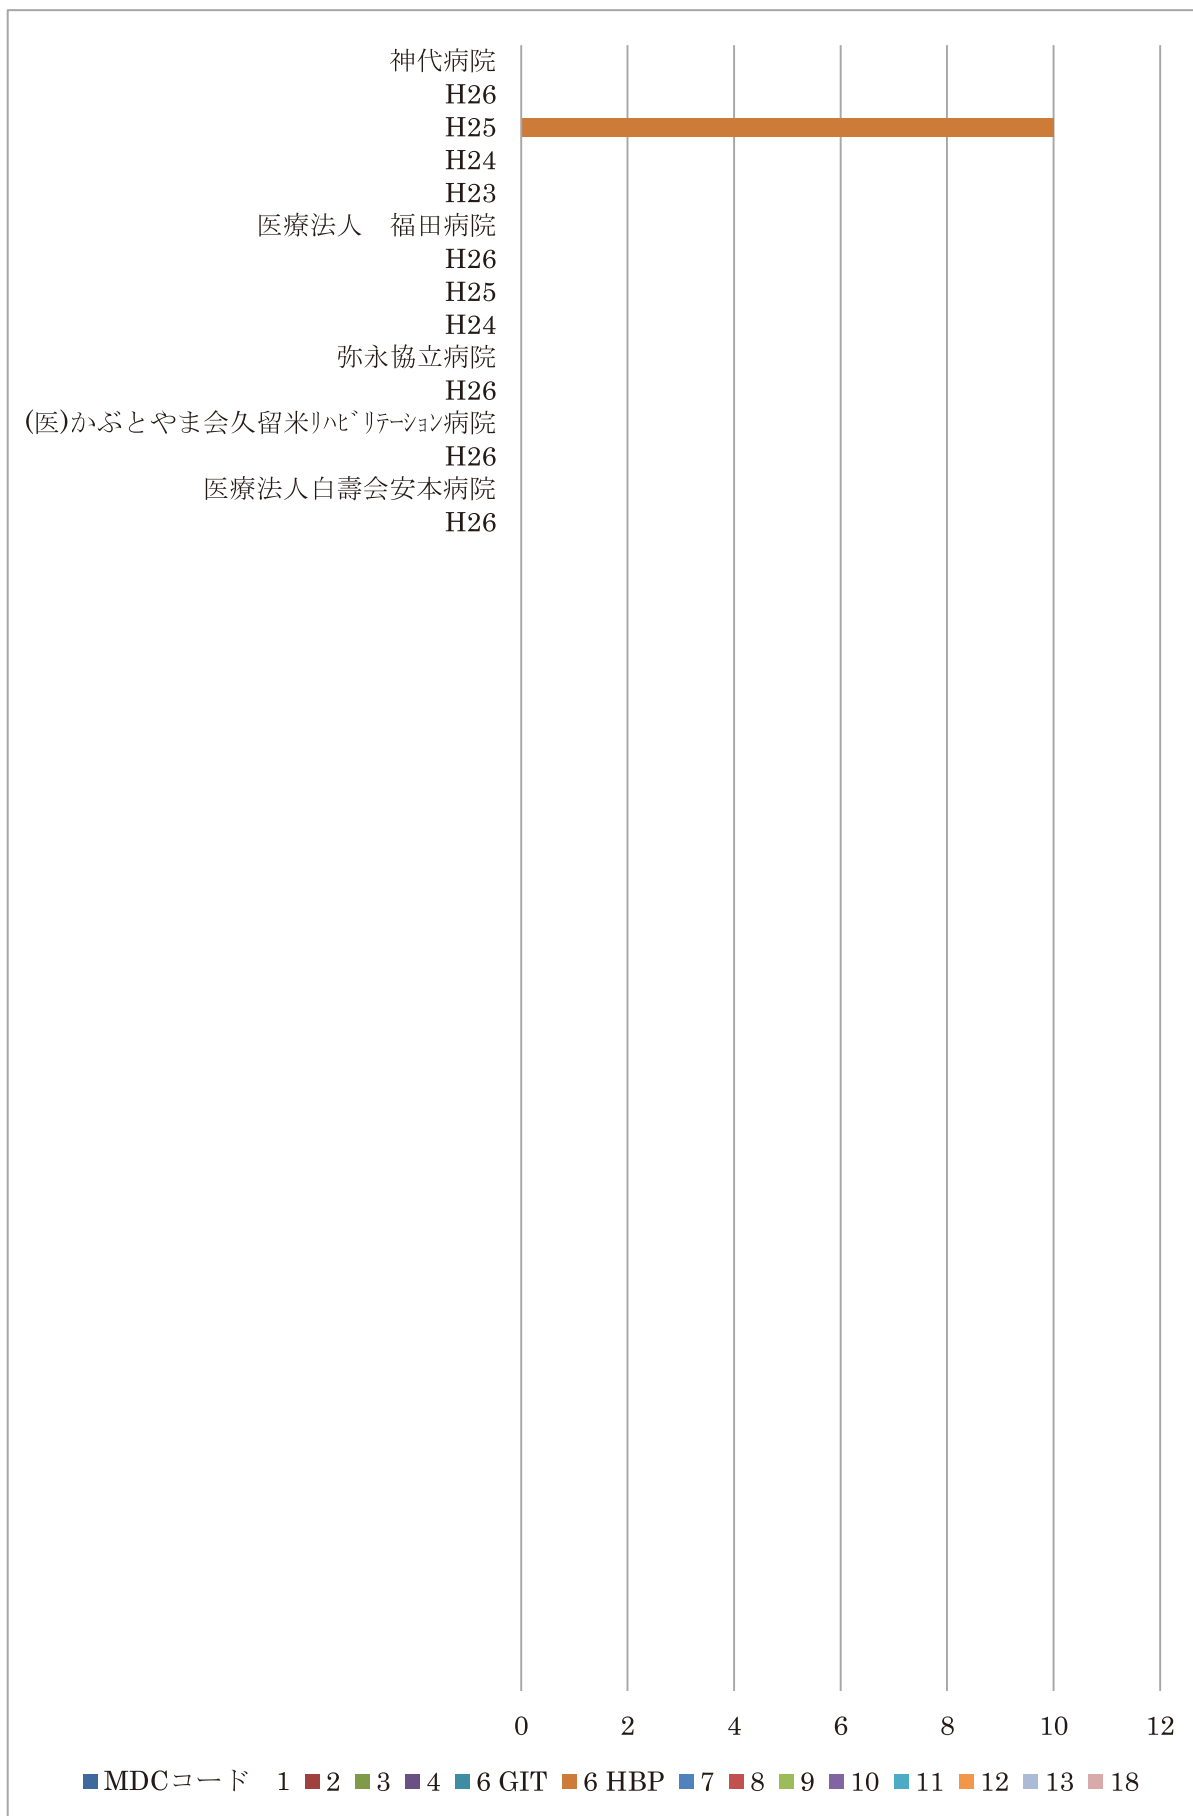 神代病院
H26
H25
H24
H23
医療法人　福田病院
H26
H25
H24
弥永協立病院
H26
(医)かぶとやま会久留米ﾘﾊﾋﾞﾘﾃｰｼｮﾝ病院
H26
医療法人白壽会安本病院
H26
0 2 4 6 8 10 12
MDCコード　1 2 3 4 6 GIT 6 HBP 7 8 9 10 11 12 13 18